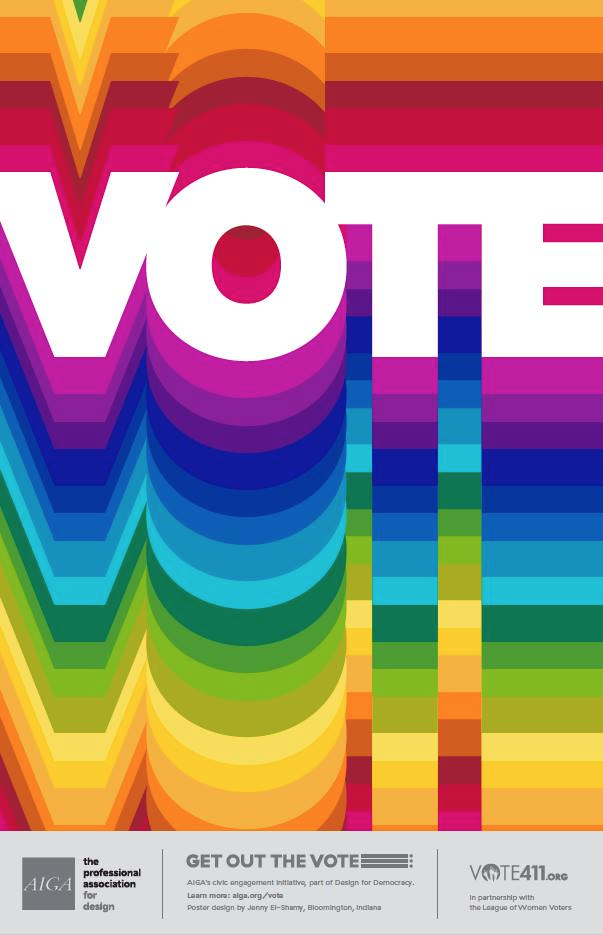 VOTE
AIGA
the
professional
association
for
design
GET OUT THE VOTE
AIGA's civic engagement initiative, part of Design for Democracy.
Learn more: aiga.org/vote
Poster design by Jenny El-Shamy, Bloomington, Indiana
VOTE411.ORG
In partnership with
the League of Women Voters